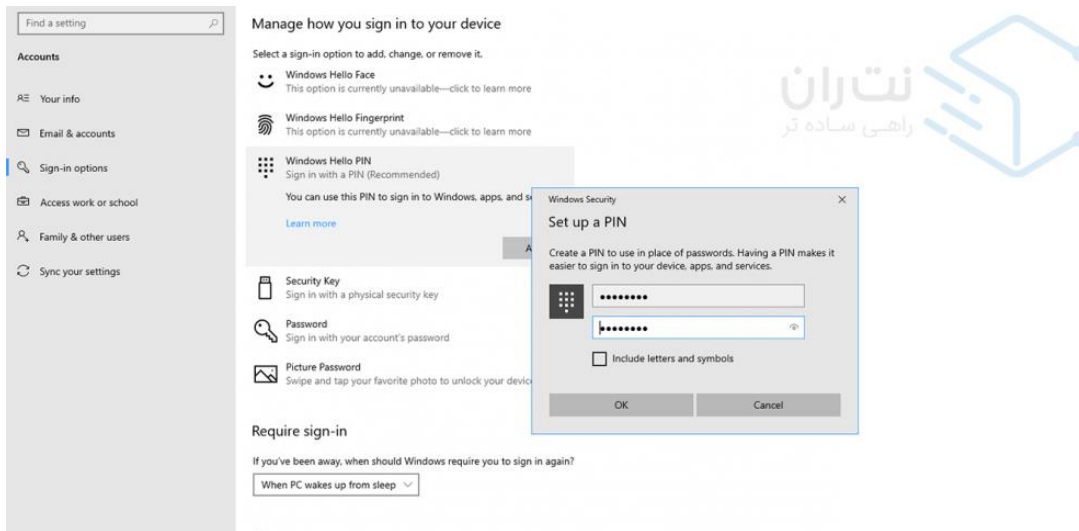 Find a setting
Accounts
Your info
Email & accounts
Sign-in options
Access work or school
Family & other users
Sync your settings
Manage how you sign in to your device
Select a sign-in option to add, change, or remove it.
Windows Hello Face
This option is currently unavailable—click to learn more
Windows Hello Fingerprint
This option is currently unavailable—click to learn more
Windows Hello PIN
Sign in with a PIN (Recommended)
You can use this PIN to sign in to Windows, apps, and s
Learn more
A
Security Key
Sign in with a physical security key
Password
Sign in with your account's password
Picture Password
Swipe and tap your favorite photo to unlock your device
Require sign-in
If you've been away, when should Windows require you to sign in again?
When PC wakes up from sleep
Windows Security
Set up a PIN
Create a PIN to use in place of passwords. Having a PIN makes it
easier to sign in to your device, apps, and services.
Include letters and symbols
OK
Cancel
نت‌ران
راهی ساده تر